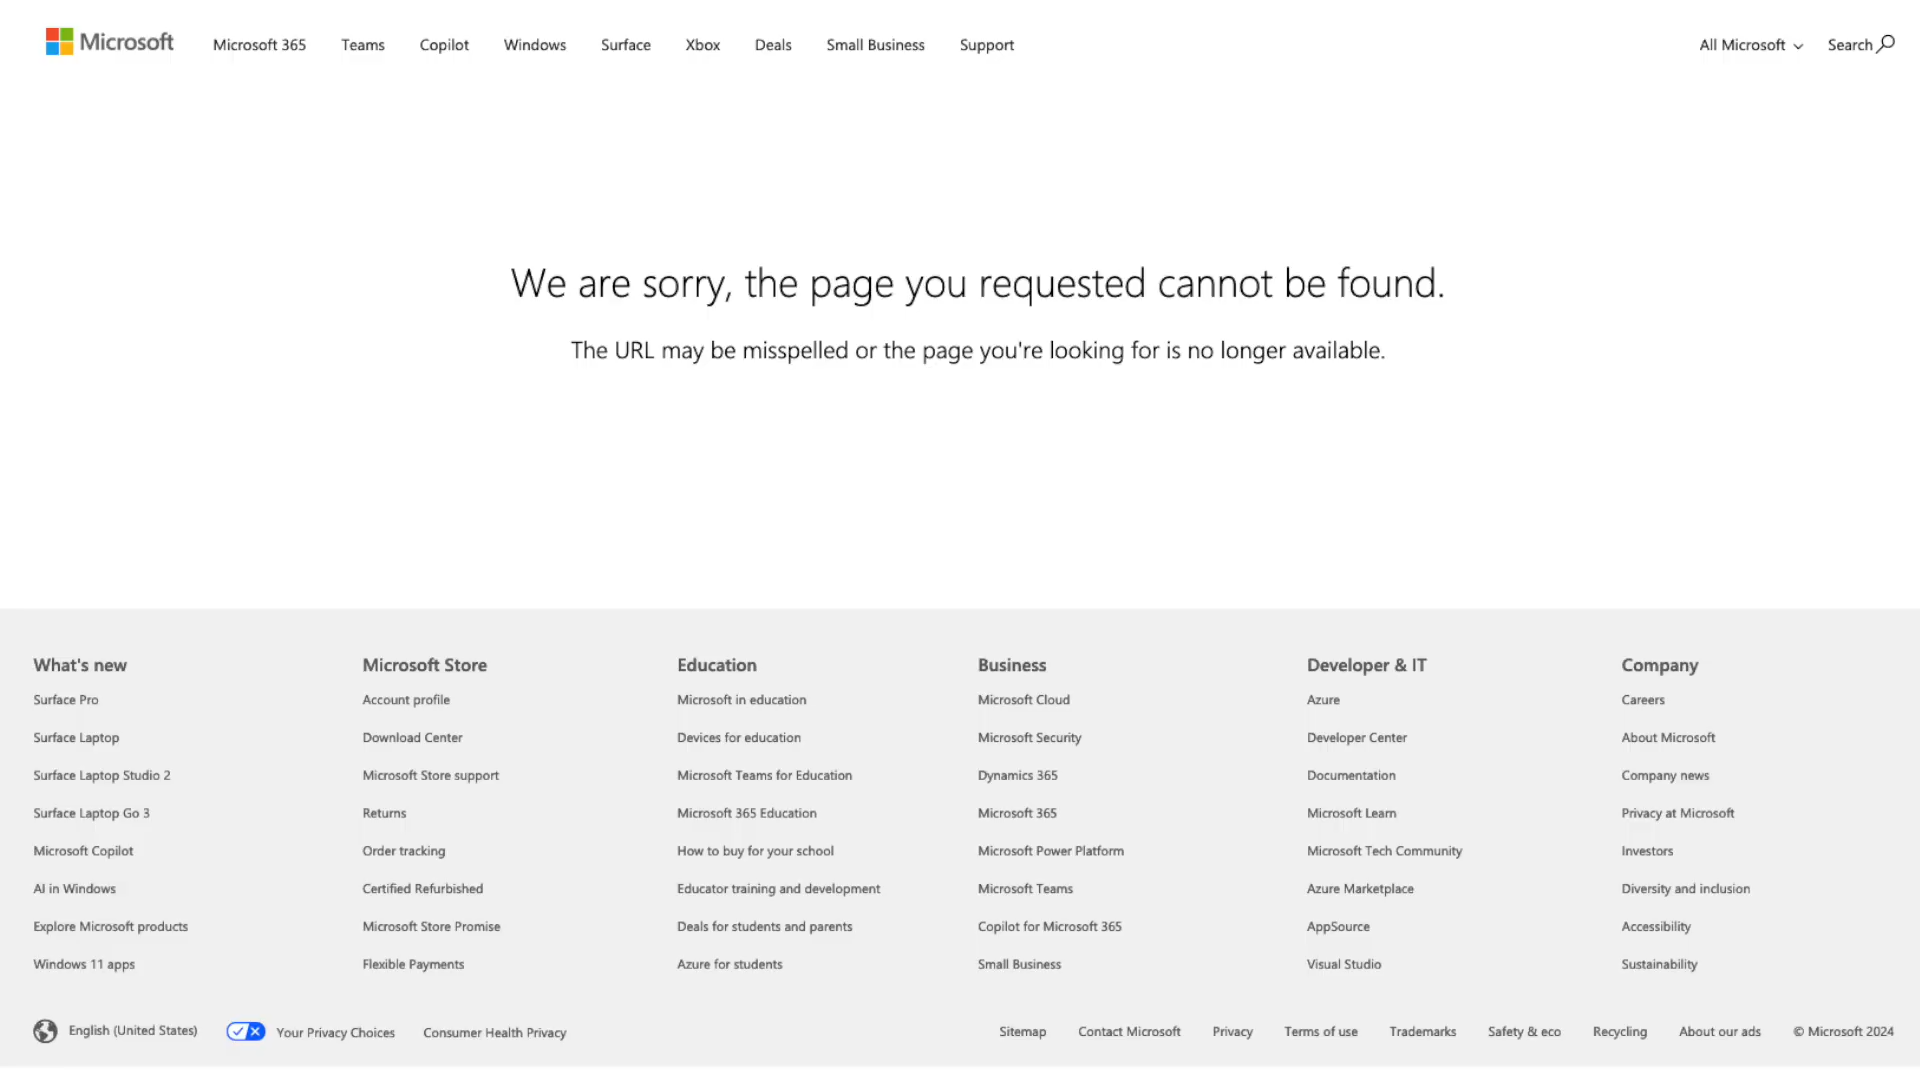 Microsoft
Microsoft 365
Teams
Copilot
Windows
Surface
Xbox
Deals
Small Business
Support
All Microsoft
Search
We are sorry, the page you requested cannot be found.
The URL may be misspelled or the page you're looking for is no longer available.
What's new
Surface Pro
Surface Laptop
Surface Laptop Studio 2
Surface Laptop Go 3
Microsoft Copilot
AI in Windows
Explore Microsoft products
Windows 11 apps
Microsoft Store
Account profile
Download Center
Microsoft Store support
Returns
Order tracking
Certified Refurbished
Microsoft Store Promise
Flexible Payments
Education
Microsoft in education
Devices for education
Microsoft Teams for Education
Microsoft 365 Education
How to buy for your school
Educator training and development
Deals for students and parents
Azure for students
Business
Microsoft Cloud
Microsoft Security
Dynamics 365
Microsoft 365
Microsoft Power Platform
Microsoft Teams
Copilot for Microsoft 365
Small Business
Developer & IT
Azure
Developer Center
Documentation
Microsoft Learn
Microsoft Tech Community
Azure Marketplace
AppSource
Visual Studio
Company
Careers
About Microsoft
Company news
Privacy at Microsoft
Investors
Diversity and inclusion
Accessibility
Sustainability
English (United States)
Your Privacy Choices
Consumer Health Privacy
Sitemap
Contact Microsoft
Privacy
Terms of use
Trademarks
Safety & eco
Recycling
About our ads
© Microsoft 2024